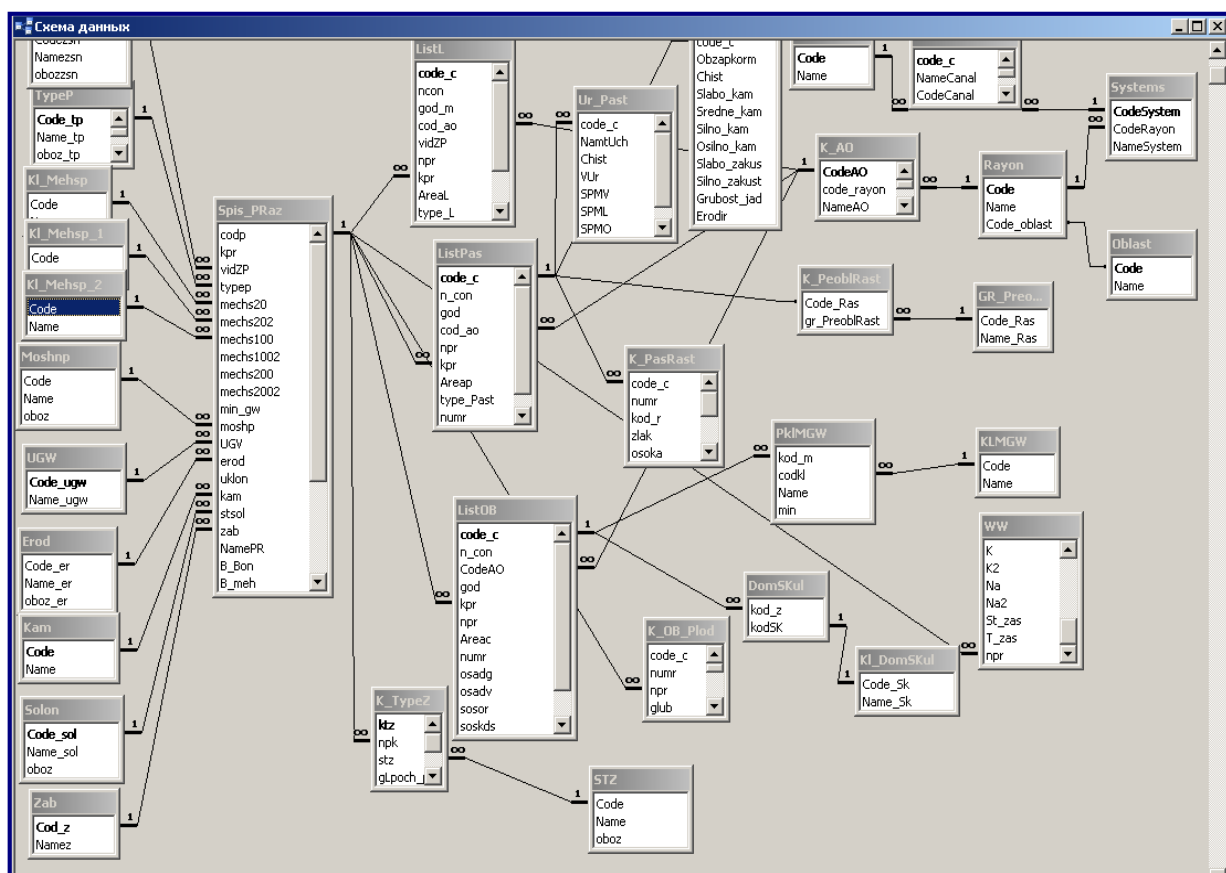 Схема данных
Codezsn
Namezsn
obozzsn
TypeP
Code_tp
Name_tp
oboz_tp
Kl_Mehsp
Code
Kl_Mehsp_1
Code
Kl_Mehsp_2
Code
Name
Moshnp
Code
Name
oboz
UGW
Code_ugw
Name_ugw
Erod
Code_er
Name_er
oboz_er
Kam
Code
Name
Solon
Code_sol
Name_sol
oboz
Zab
Cod_z
Namez
Spis_PRaz
codp
kpr
vidZP
typep
mechs20
mechs202
mechs100
mechs1002
mechs200
mechs2002
min_gw
moshp
UGV
erod
uklon
kam
stsol
zab
NamePR
B_Bon
B_meh
ListL
code_c
ncon
god_m
cod_ao
vidZP
npr
kpr
AreaL
type_L
ListPas
code_c
n_con
god
cod_ao
npr
kpr
Areap
type_Past
numr
ListOB
code_c
n_con
CodeAO
god
kpr
npr
Areac
numr
osadg
osadv
sosor
soskds
K_TypeZ
ktz
npk
stz
gLpoch_
Ur_Past
code_c
NamtUch
Chist
VUr
SPMV
SPML
SPMO
code_c
Obzapkorm
Chist
Slabo_kam
Sredne_kam
Silno_kam
Osilno_kam
Slabo_zakus
Silno_zakust
Grubost_jad
Erodir
K_PasRast
code_c
numr
kod_r
zlak
osoka
K_OB_Plod
code_c
numr
npr
glub
STZ
Code
Name
oboz
Code
Name
code_c
NameCanal
CodeCanal
Systems
CodeSystem
CodeRayon
NameSystem
K_AO
CodeAO
code_rayon
NameAO
Rayon
Code
Name
Code_oblast
Oblast
Code
Name
K_PeoblRast
Code_Ras
gr_PreoblRast
GR_Preo...
Code_Ras
Name_Ras
PklMGW
kod_m
codkl
Name
min
KLMGW
Code
Name
DomSKul
kod_z
kodSK
Kl_DomSKul
Code_Sk
Name_Sk
WW
K
K2
Na
Na2
St_zas
T_zas
npr